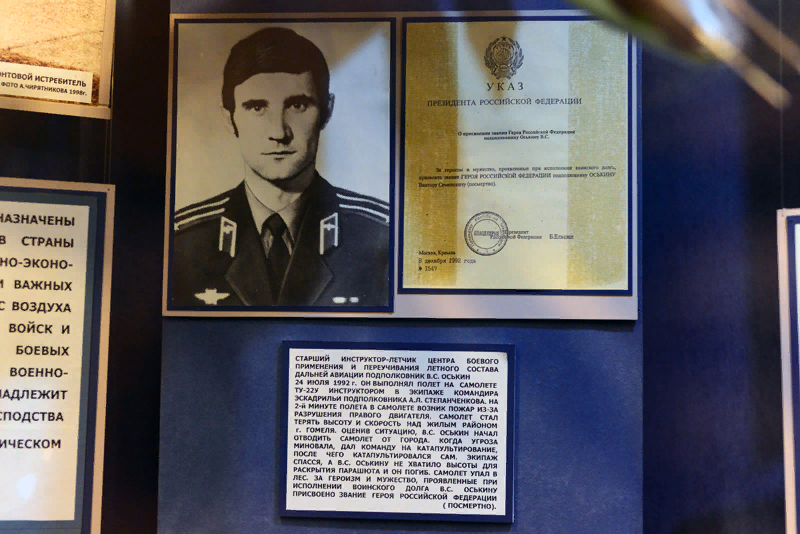 ОНТОВОЙ ИСТРЕБИТЕЛЬ
ФОТО А.ЧИРЯТНИКОВА 1998г.
НАЗНАЧЕНЫ
В СТРАНЫ
НО-ЭКОНО-
И ВАЖНЫХ
С ВОЗДУХА
ВОЙСК И
БОЕВЫХ
ВОЕННО-
НАДЛЕЖИТ
СПОДСТВА
ИЧЕСКОМ
УКАЗ
ПРЕЗИДЕНТА РОССИЙСКОЙ ФЕДЕРАЦИИ
О присвоении звания Героя Российской Федерации
подполковнику Оськину В.С.
За героизм и мужество, проявленные при исполнении воинского долга,
присвоить звание ГЕРОЯ РОССИЙСКОЙ ФЕДЕРАЦИИ подполковнику ОСЬКИНУ
Виктору Семеновичу (посмертно).
Президент
Российской Федерации Б.Ельцин
Москва, Кремль
8 декабря 1992 года
№ 1547
СТАРШИЙ ИНСТРУКТОР-ЛЕТЧИК ЦЕНТРА БОЕВОГО
ПРИМЕНЕНИЯ И ПЕРЕУЧИВАНИЯ ЛЕТНОГО СОСТАВА
ДАЛЬНЕЙ АВИАЦИИ ПОДПОЛКОВНИК В.С. ОСЬКИН
24 ИЮЛЯ 1992 г. ОН ВЫПОЛНЯЛ ПОЛЕТ НА САМОЛЕТЕ
ТУ-22У ИНСТРУКТОРОМ В ЭКИПАЖЕ КОМАНДИРА
ЭСКАДРИЛЬИ ПОДПОЛКОВНИКА А.Л. СТЕПАНЧЕНКОВА. НА
2-й МИНУТЕ ПОЛЕТА В САМОЛЕТЕ ВОЗНИК ПОЖАР ИЗ-ЗА
РАЗРУШЕНИЯ ПРАВОГО ДВИГАТЕЛЯ. САМОЛЕТ СТАЛ
ТЕРЯТЬ ВЫСОТУ И СКОРОСТЬ НАД ЖИЛЫМ РАЙОНОМ
г. ГОМЕЛЯ. ОЦЕНИВ СИТУАЦИЮ, В.С. ОСЬКИН НАЧАЛ
ОТВОДИТЬ САМОЛЕТ ОТ ГОРОДА. КОГДА УГРОЗА
МИНОВАЛА, ДАЛ КОМАНДУ НА КАТАПУЛЬТИРОВАНИЕ,
ПОСЛЕ ЧЕГО КАТАПУЛЬТИРОВАЛСЯ САМ. ЭКИПАЖ
СПАССЯ, А В.С. ОСЬКИНУ НЕ ХВАТИЛО ВЫСОТЫ ДЛЯ
РАСКРЫТИЯ ПАРАШЮТА И ОН ПОГИБ. САМОЛЕТ УПАЛ В
ЛЕС. ЗА ГЕРОИЗМ И МУЖЕСТВО, ПРОЯВЛЕННЫЕ ПРИ
ИСПОЛНЕНИИ ВОИНСКОГО ДОЛГА В.С. ОСЬКИНУ
ПРИСВОЕНО ЗВАНИЕ ГЕРОЯ РОССИЙСКОЙ ФЕДЕРАЦИИ
( ПОСМЕРТНО).